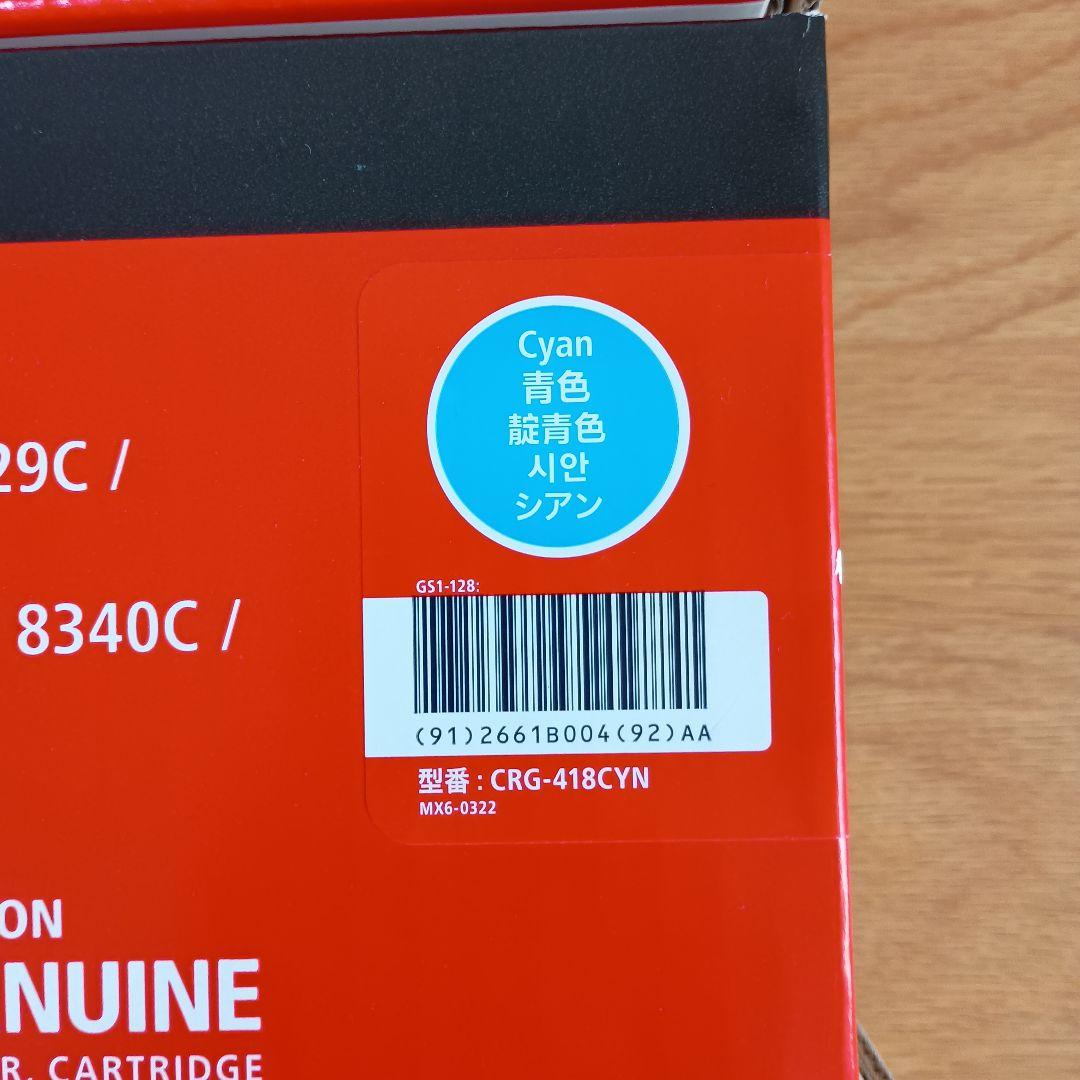 Cyan
青色
靛青色
시안
シアン
29C /
8340C /
GS1-128:
(91)2661B004(92)AA
型番 : CRG-418CYN
MX6-0322
ON
NUINE
R, CARTRIDGE